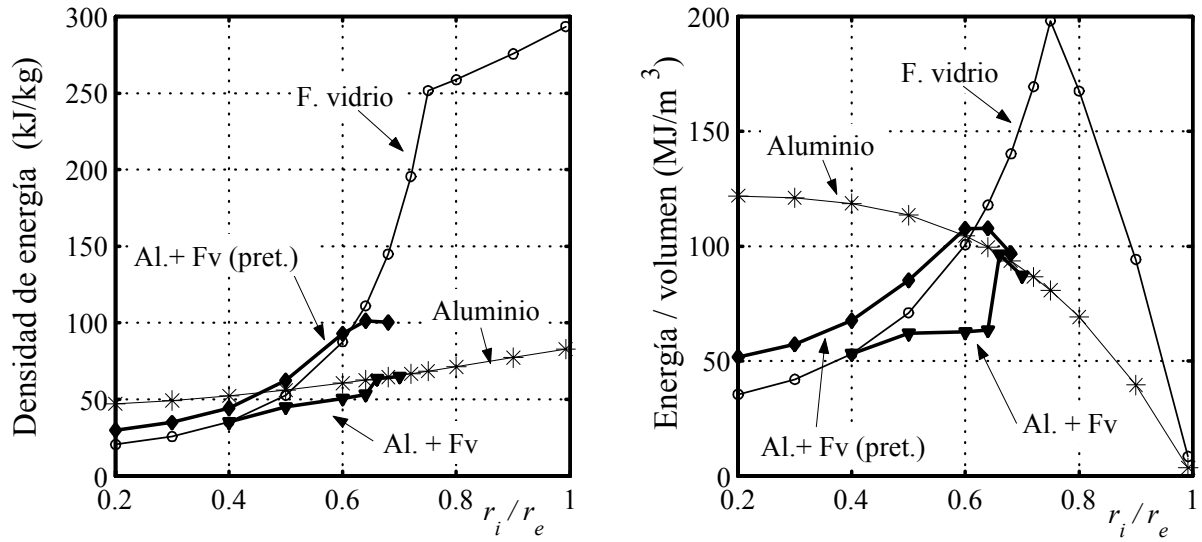 Densidad de energía (kJ/kg)
300
250
200
150
100
50
0
0.2
0.4
0.6
0.8
1
r_i / r_e
F. vidrio
Al.+ Fv (pret.)
Aluminio
Al. + Fv
Energía / volumen (MJ/m³)
200
150
100
50
0
0.2
0.4
0.6
0.8
1
r_i / r_e
F. vidrio
Aluminio
Al.+ Fv (pret.)
Al. + Fv